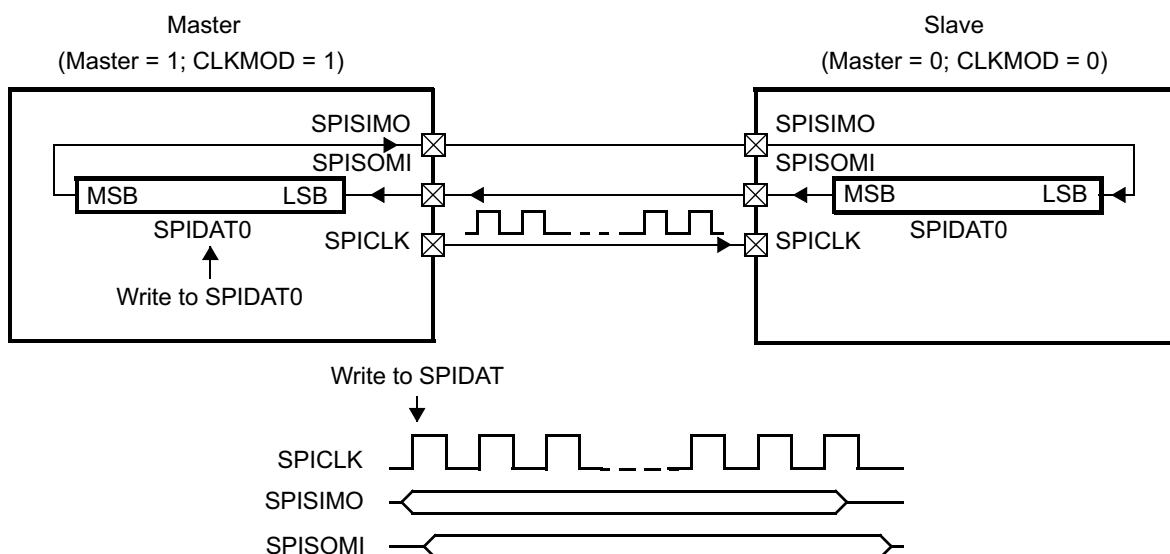 Master
(Master = 1; CLKMOD = 1)
Slave
(Master = 0; CLKMOD = 0)
SPISIMO
SPISIMO
SPISOMI
SPISOMI
MSB LSB
MSB LSB
SPIDAT0
SPICLK
SPICLK
SPIDAT0
Write to SPIDAT0
Write to SPIDAT
SPICLK
SPISIMO
SPISOMI